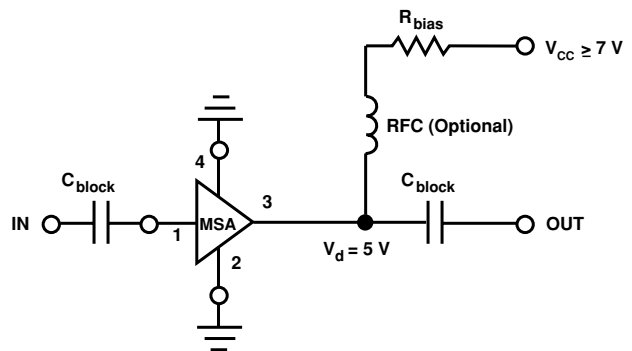 R_bias
V_CC ≥ 7 V
RFC (Optional)
4
C_block
C_block
3
IN
MSA
OUT
1
2
V_d = 5 V